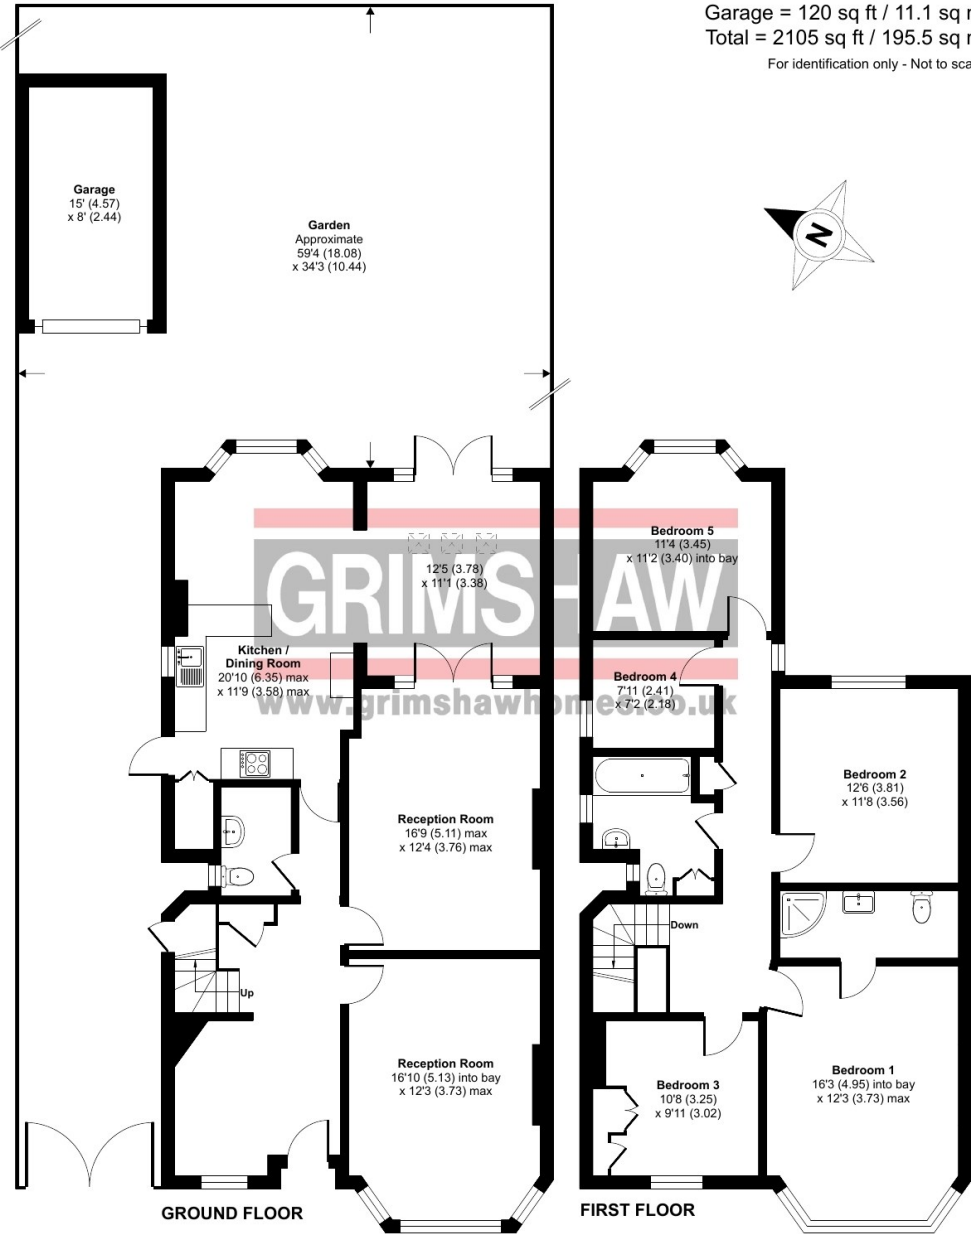 Garage = 120 sq ft / 11.1 sq
Total = 2105 sq ft / 195.5 sq
For identification only - Not to
Garage
15' (4.57)
x 8' (2.44)
Garden
Approximate
59'4 (18.08)
x 34'3 (10.44)
N
12'5 (3.78)
x 11'1 (3.38)
GRIMSHAW
www.grimshawhomes.co.uk
Kitchen /
Dining Room
20'10 (6.35) max
x 11'9 (3.58) max
Reception Room
16'9 (5.11) max
x 12'4 (3.76) max
Up
Reception Room
16'10 (5.13) into bay
x 12'3 (3.73) max
GROUND FLOOR
Bedroom 5
11'4 (3.45)
x 11'2 (3.40) into bay
Bedroom 4
7'11 (2.41)
x 7'2 (2.18)
Bedroom 2
12'6 (3.81)
x 11'8 (3.56)
Down
Bedroom 3
10'8 (3.25)
x 9'11 (3.02)
Bedroom 1
16'3 (4.95) into bay
x 12'3 (3.73) max
FIRST FLOOR